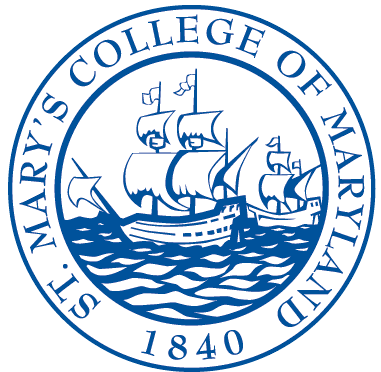 ST. MARY'S COLLEGE OF MARYLAND
1840